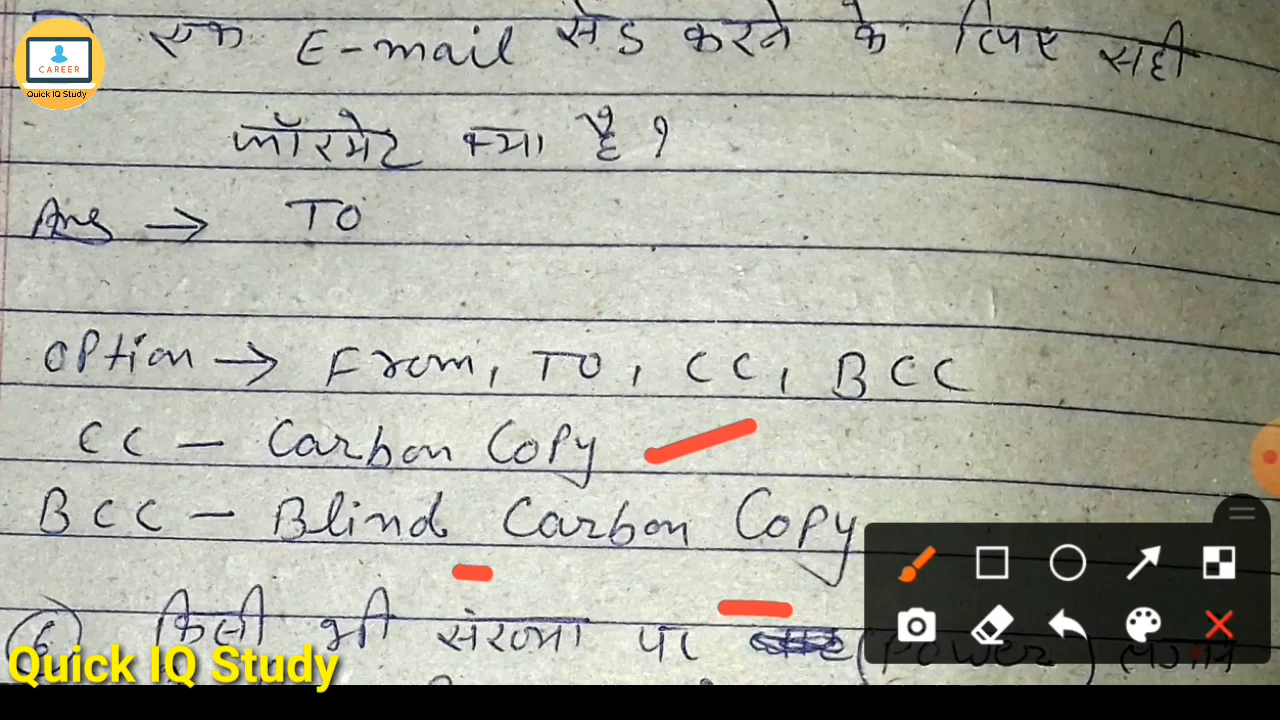 CAREER
Quick IQ Study
एक E-mail सेंड करने के लिए सही
फॉरमेट क्या है ?
Ans → TO
Option → From, TO, CC, BCC
CC - Carbon Copy
BCC - Blind Carbon Copy
(6) किसी भी संख्या पर (Power)
Quick IQ Study